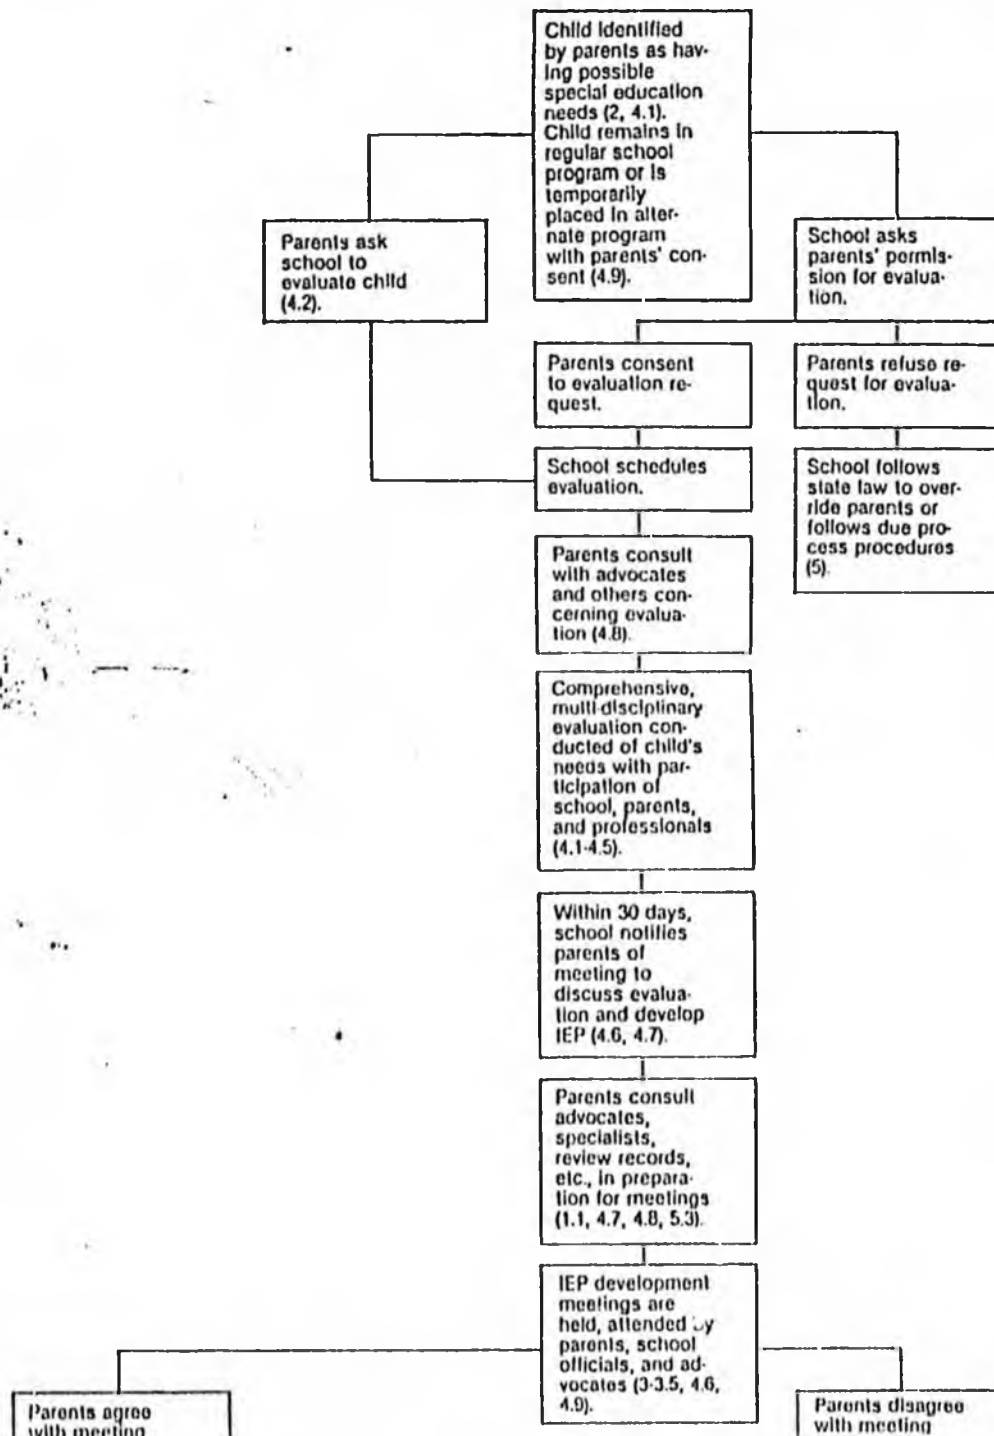 Child identified
by parents as hav-
ing possible
special education
needs (2, 4.1).
Child remains in
regular school
program or is
temporarily
placed in alter-
nate program
with parents' con-
sent (4.9).
Parents ask
school to
evaluate child
(4.2).
School asks
parents' permis-
sion for evalua-
tion.
Parents consent
to evaluation re-
quest.
Parents refuse re-
quest for evalua-
tion.
School schedules
evaluation.
School follows
state law to over-
ride parents or
follows due pro-
cess procedures
(5).
Parents consult
with advocates
and others con-
cerning evalua-
tion (4.8).
Comprehensive,
multi-disciplinary
evaluation con-
ducted of child's
needs with par-
ticipation of
school, parents,
and professionals
(4.1-4.5).
Within 30 days,
school notifies
parents of
meeting to
discuss evalua-
tion and develop
IEP (4.6, 4.7).
Parents consult
advocates,
specialists,
review records,
etc., in prepara-
tion for meetings
(1.1, 4.7, 4.8, 5.3).
IEP development
meetings are
held, attended by
parents, school
officials, and ad-
vocates (3-3.5, 4.6,
4.9).
Parents agree
with meeting
Parents disagree
with meeting